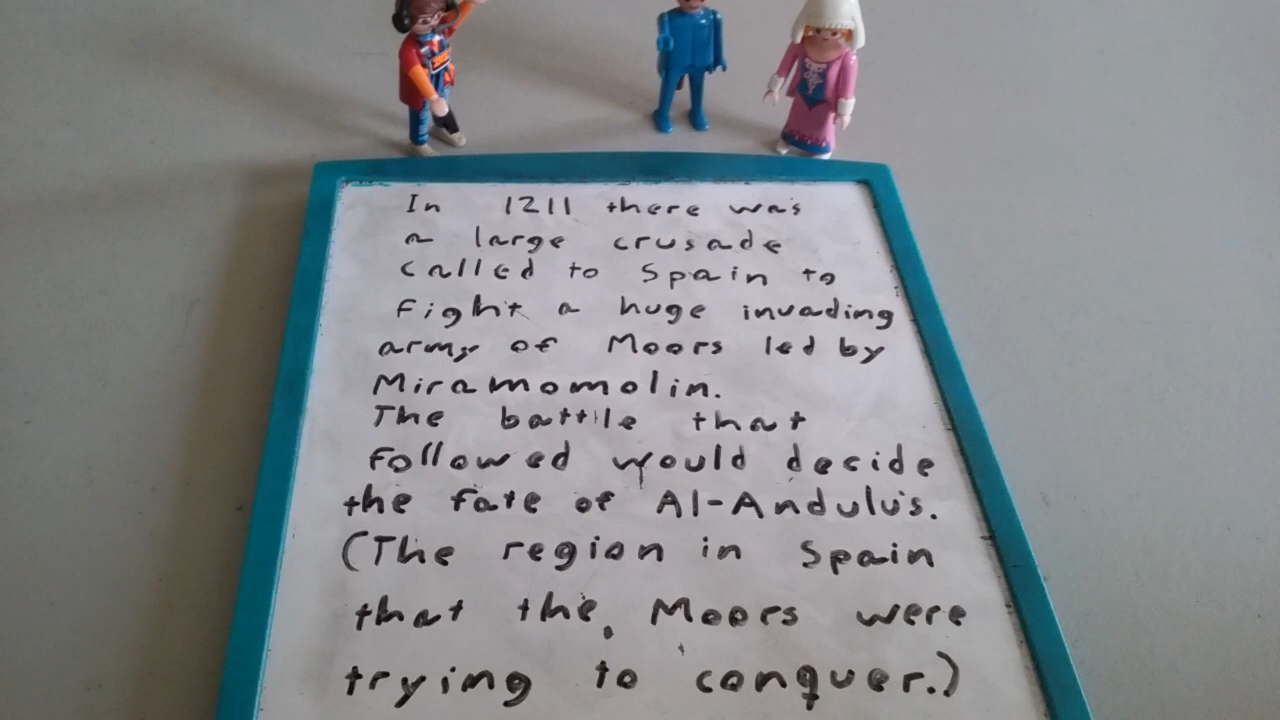 In 1211 there was
a large crusade
called to Spain to
Fight a huge invading
army of Moors led by
Miramomolin.
The battle that
followed would decide
the fate of Al-Andulus.
(The region in Spain
that the Moors were
trying to conquer.)